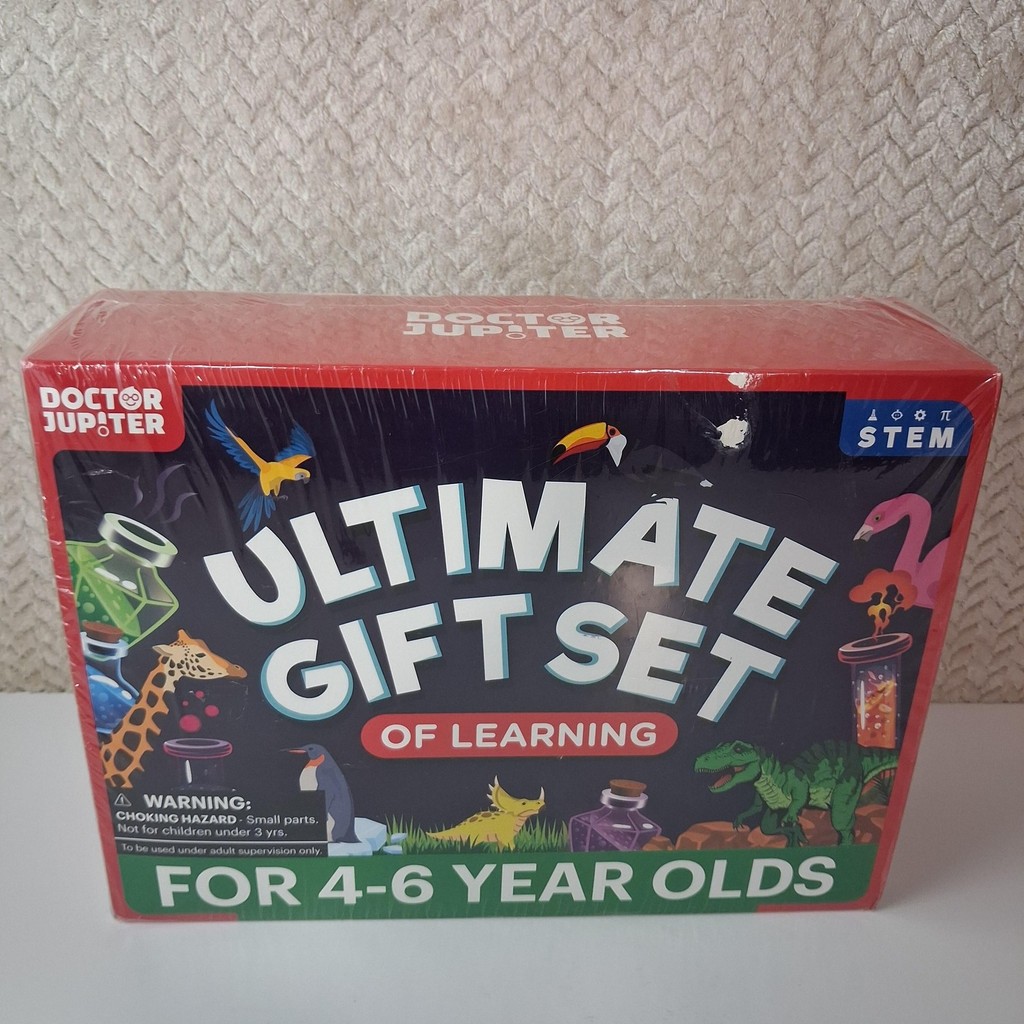 DOCTOR
JUPITER
DOCTOR
JUPITER
π
STEM
ULTIMATE
GIFT SET
OF LEARNING
WARNING:
CHOKING HAZARD - Small parts.
Not for children under 3 yrs.
To be used under adult supervision only.
FOR 4-6 YEAR OLDS